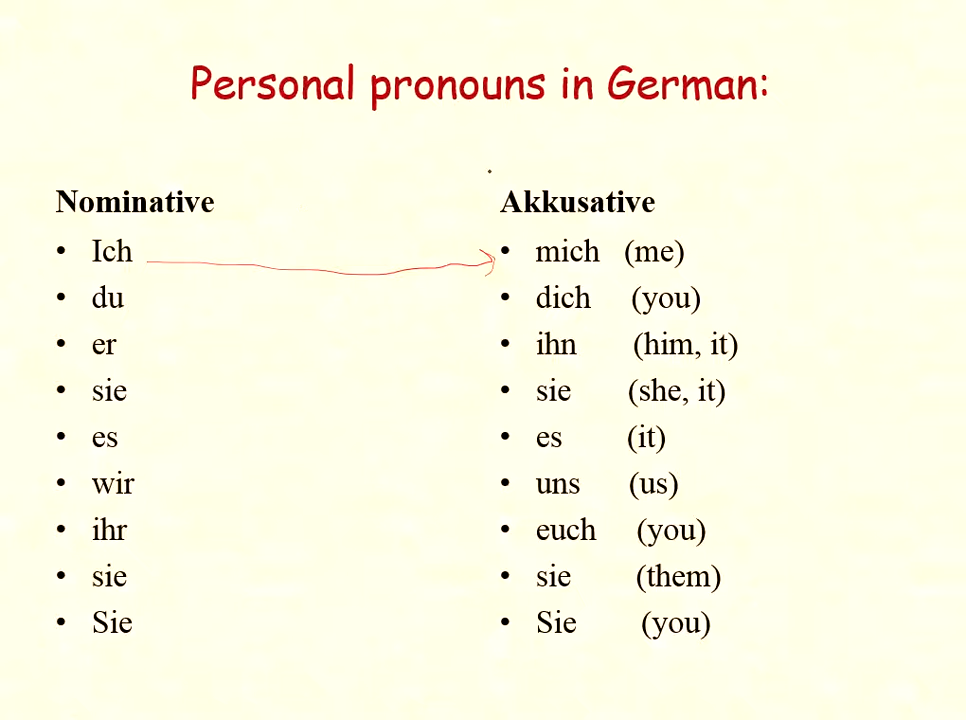 Personal pronouns in German:
Nominative
• Ich
• du
• er
• sie
• es
• wir
• ihr
• sie
• Sie
Akkusative
• mich (me)
• dich (you)
• ihn (him, it)
• sie (she, it)
• es (it)
• uns (us)
• euch (you)
• sie (them)
• Sie (you)